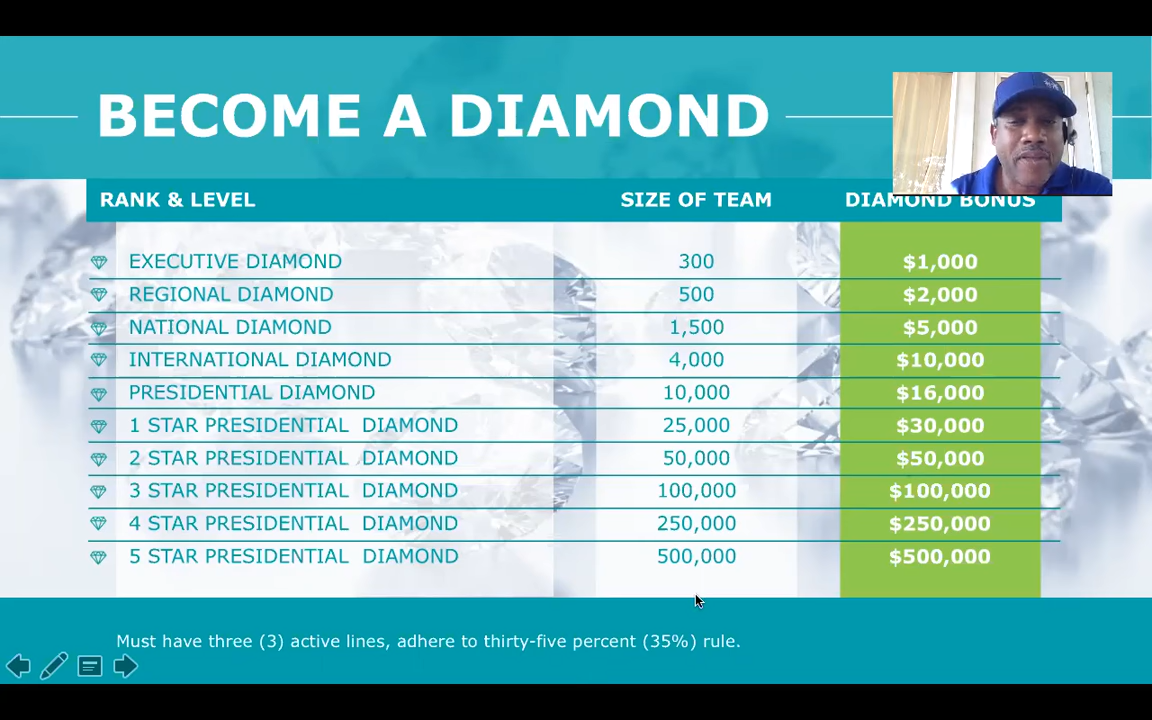 BECOME A DIAMOND
RANK & LEVEL SIZE OF TEAM DIAMOND BONUS
EXECUTIVE DIAMOND 300 $1,000
REGIONAL DIAMOND 500 $2,000
NATIONAL DIAMOND 1,500 $5,000
INTERNATIONAL DIAMOND 4,000 $10,000
PRESIDENTIAL DIAMOND 10,000 $16,000
1 STAR PRESIDENTIAL DIAMOND 25,000 $30,000
2 STAR PRESIDENTIAL DIAMOND 50,000 $50,000
3 STAR PRESIDENTIAL DIAMOND 100,000 $100,000
4 STAR PRESIDENTIAL DIAMOND 250,000 $250,000
5 STAR PRESIDENTIAL DIAMOND 500,000 $500,000
Must have three (3) active lines, adhere to thirty-five percent (35%) rule.